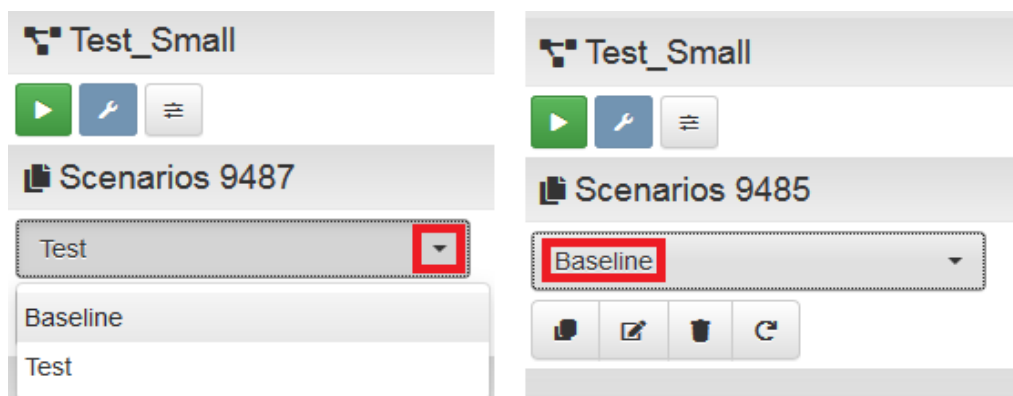 Test_Small
Scenarios 9487
Test
Baseline
Test
Test_Small
Scenarios 9485
Baseline